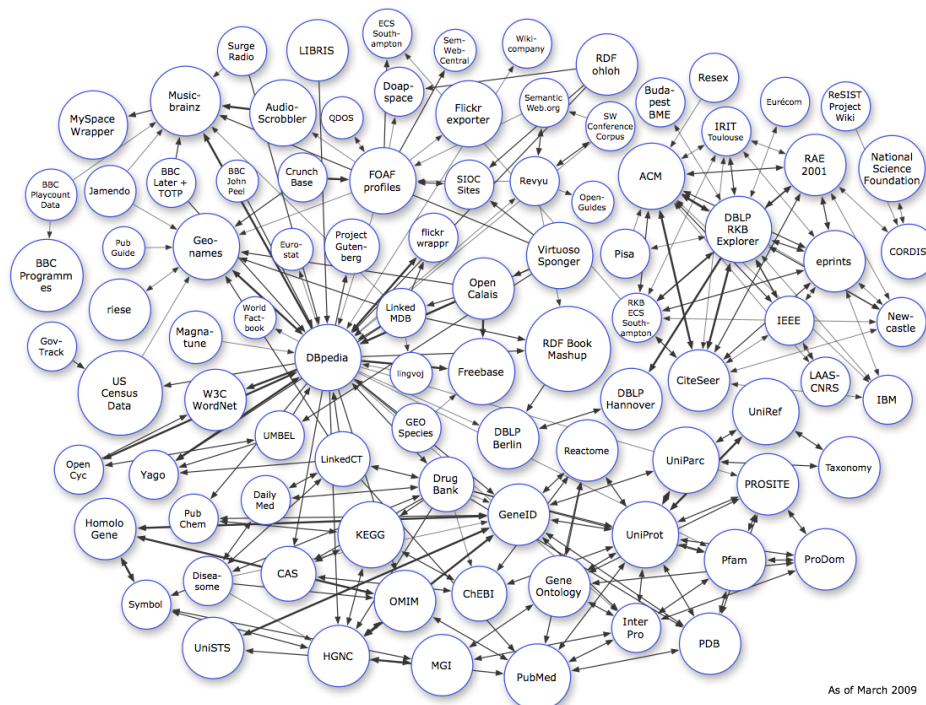 ECS
South-
ampton
Sem-
Web-
Central
Wiki-
company
Surge
Radio
LIBRIS
RDF
ohloh
Resex
Doap-
space
Music-
brainz
Audio-
Scrobbler
Flickr
exporter
Semantic
Web.org
Buda-
pest
BME
Eurécom
ReSIST
Project
Wiki
MySpace
Wrapper
QDOS
SW
Conference
Corpus
IRIT
Toulouse
National
Science
Foundation
RAE
2001
BBC
Playcount
Data
Jamendo
BBC
Later +
TOTP
BBC
John
Peel
Crunch
Base
FOAF
profiles
SIOC
Sites
Revyu
ACM
Open-
Guides
DBLP
RKB
Explorer
Pub
Guide
Geo-
names
Euro-
stat
Project
Guten-
berg
flickr
wrappr
Virtuoso
Sponger
Pisa
eprints
CORDIS
BBC
Programm
es
riese
World
Fact-
book
Linked
MDB
Open
Calais
RKB
ECS
South-
ampton
IEEE
New-
castle
Gov-
Track
Magna-
tune
DBpedia
RDF Book
Mashup
US
Census
Data
W3C
WordNet
lingvoj
Freebase
CiteSeer
LAAS-
CNRS
IBM
DBLP
Hannover
UniRef
UMBEL
GEO
Species
DBLP
Berlin
Reactome
UniParc
Taxonomy
Open
Cyc
Yago
LinkedCT
Drug
Bank
PROSITE
Daily
Med
Pub
Chem
Homolo
Gene
KEGG
GeneID
UniProt
Pfam
ProDom
Disea-
some
CAS
ChEBI
Gene
Ontology
Symbol
OMIM
Inter
Pro
UniSTS
HGNC
MGI
PubMed
PDB
As of March 2009